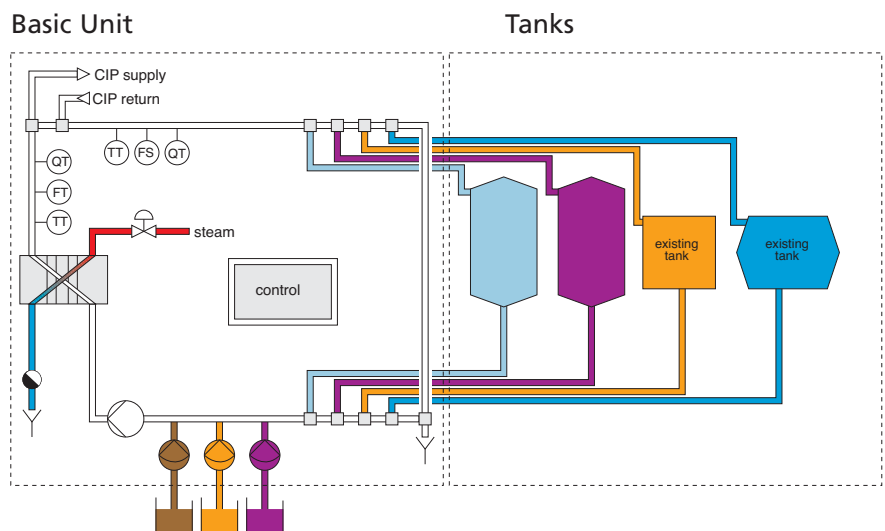 Basic Unit
Tanks
CIP supply
CIP return
TT
FS
QT
QT
FT
TT
steam
control
existing
tank
existing
tank